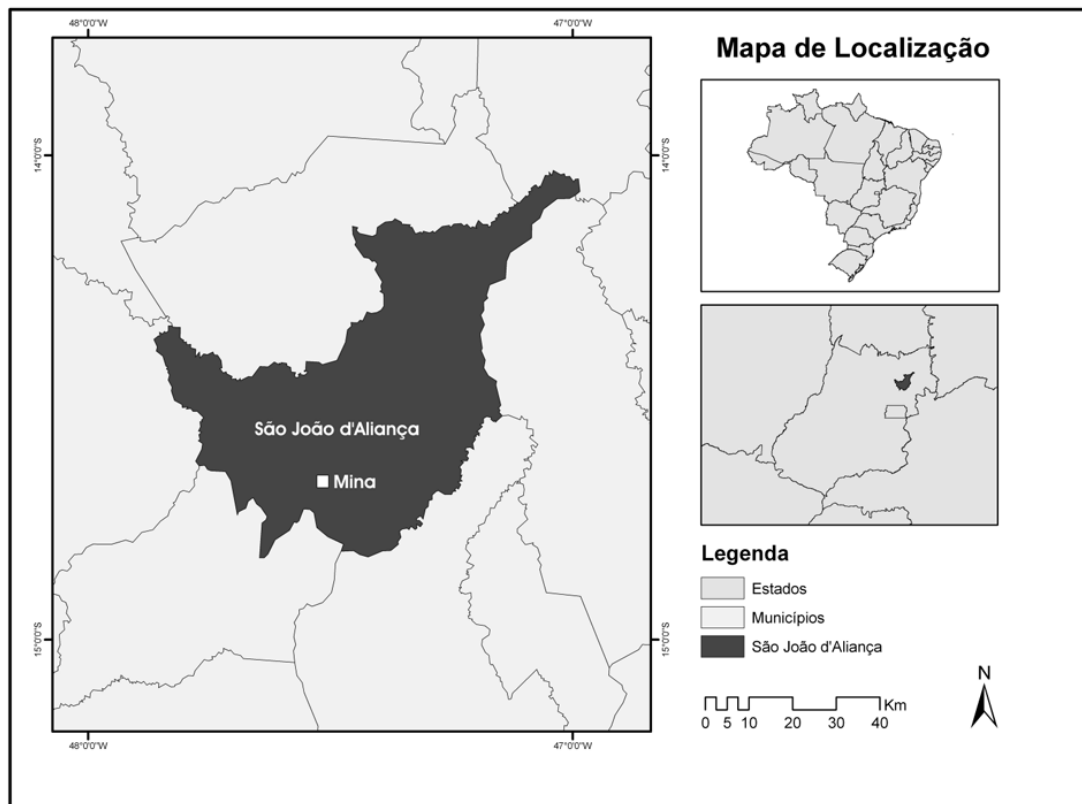 Mapa de Localização
48°0'0"W 47°0'0"W
14°0'0"S 14°0'0"S
São João d'Aliança
Mina
15°0'0"S 15°0'0"S
48°0'0"W 47°0'0"W
Legenda
Estados
Municípios
São João d'Aliança
Km
0 5 10 20 30 40
N